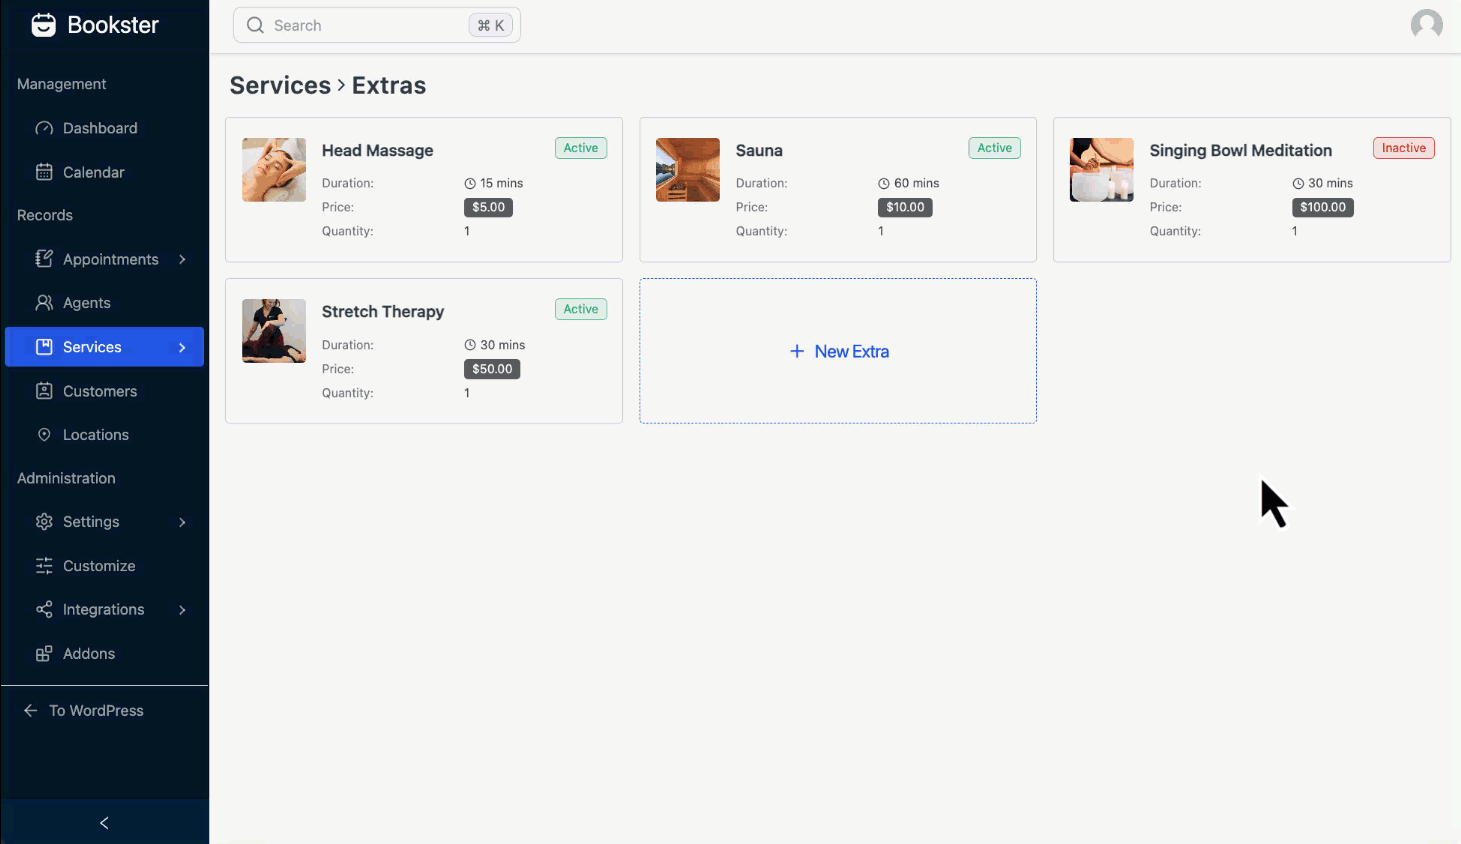 Bookster
Search
⌘ K
Management
Dashboard
Calendar
Records
Appointments
Agents
Services
Customers
Locations
Administration
Settings
Customize
Integrations
Addons
To WordPress
Services > Extras
Head Massage
Active
Duration: 15 mins
Price: $5.00
Quantity: 1
Sauna
Active
Duration: 60 mins
Price: $10.00
Quantity: 1
Singing Bowl Meditation
Inactive
Duration: 30 mins
Price: $100.00
Quantity: 1
Stretch Therapy
Active
Duration: 30 mins
Price: $50.00
Quantity: 1
+ New Extra